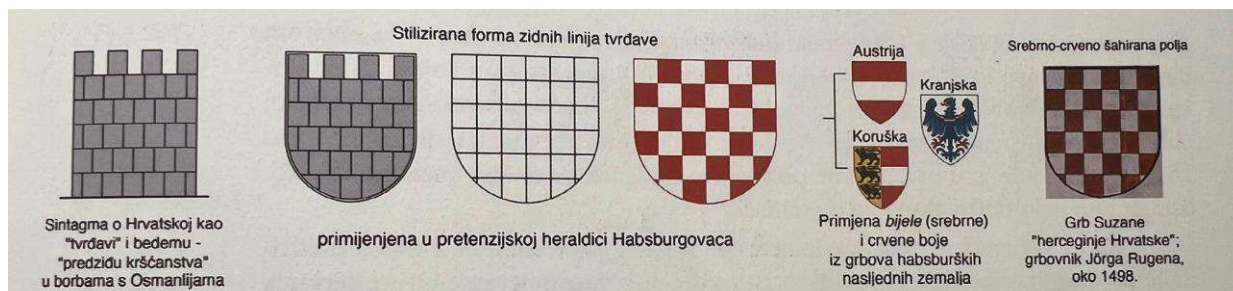 Stilizirana forma zidnih linija tvrđave
Sintagma o Hrvatskoj kao
"tvrđavi" i bedemu -
"predziđu kršćanstva"
u borbama s Osmanlijama
primijenjena u pretenzijskoj heraldici Habsburgovaca
Austrija
Kranjska
Koruška
Primjena bijele (srebrne)
i crvene boje
iz grbova habsburških
nasljednih zemalja
Srebrno-crveno šahirana polja
Grb Suzane
"herceginje Hrvatske";
grbovnik Jörga Rugena,
oko 1498.